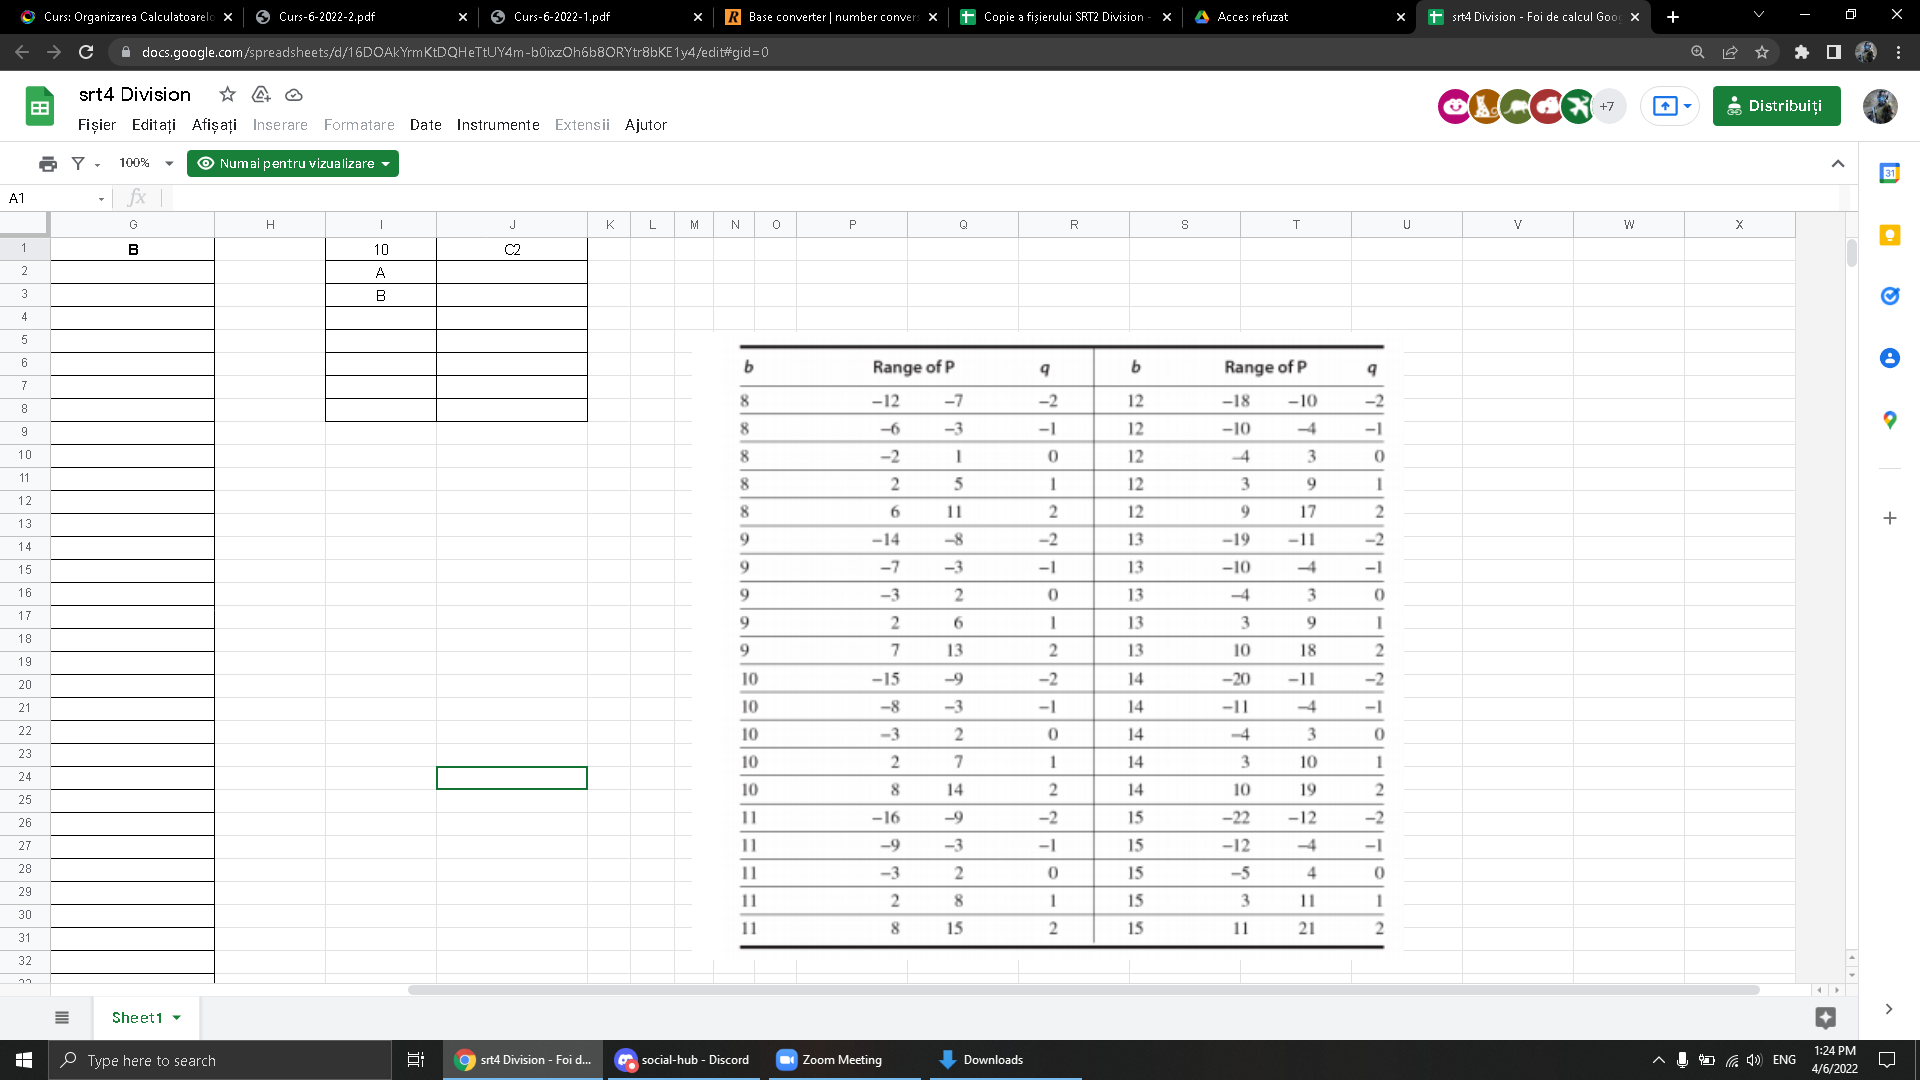 Curs: Organizarea Calculatoarelo
Curs-6-2022-2.pdf
Curs-6-2022-1.pdf
Base converter | number convers
Copie a fișierului SRT2 Division -
Acces refuzat
srt4 Division - Foi de calcul Goog
docs.google.com/spreadsheets/d/16DOAkYrmKtDQHeTtUY4m-b0ixzOh6b8ORYtr8bKE1y4/edit#gid=0
srt4 Division
Fișier Editați Afișați Inserare Formatare Date Instrumente Extensii Ajutor
+7
Distribuiți
100%
Numai pentru vizualizare
A1
fx
31
G H I J K L M N O P Q R S T U V W X
1 B 10 C2
2 A
3 B
4
5
6
7
8
9
10
11
12
13
14
15
16
17
18
19
20
21
22
23
24
25
26
27
28
29
30
31
32
b Range of P q b Range of P q
8 −12 −7 −2 12 −18 −10 −2
8 −6 −3 −1 12 −10 −4 −1
8 −2 1 0 12 −4 3 0
8 2 5 1 12 3 9 1
8 6 11 2 12 9 17 2
9 −14 −8 −2 13 −19 −11 −2
9 −7 −3 −1 13 −10 −4 −1
9 −3 2 0 13 −4 3 0
9 2 6 1 13 3 9 1
9 7 13 2 13 10 18 2
10 −15 −9 −2 14 −20 −11 −2
10 −8 −3 −1 14 −11 −4 −1
10 −3 2 0 14 −4 3 0
10 2 7 1 14 3 10 1
10 8 14 2 14 10 19 2
11 −16 −9 −2 15 −22 −12 −2
11 −9 −3 −1 15 −12 −4 −1
11 −3 2 0 15 −5 4 0
11 2 8 1 15 3 11 1
11 8 15 2 15 11 21 2
Sheet1
Type here to search
srt4 Division - Foi d...
social-hub - Discord
Zoom Meeting
Downloads
ENG
1:24 PM
4/6/2022